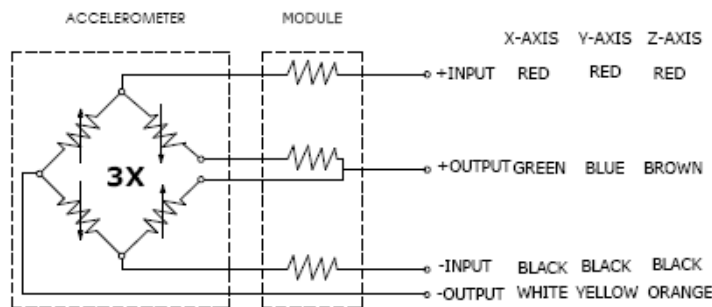 ACCELEROMETER MODULE
X-AXIS Y-AXIS Z-AXIS
+INPUT RED RED RED
3X
+OUTPUT GREEN BLUE BROWN
-INPUT BLACK BLACK BLACK
-OUTPUT WHITE YELLOW ORANGE